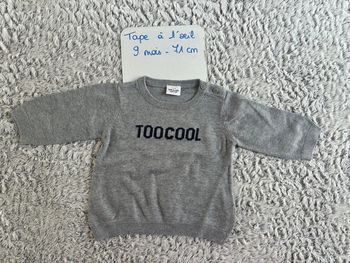 Tape à l'oeil
9 mois - 71 cm
TOOCOOL